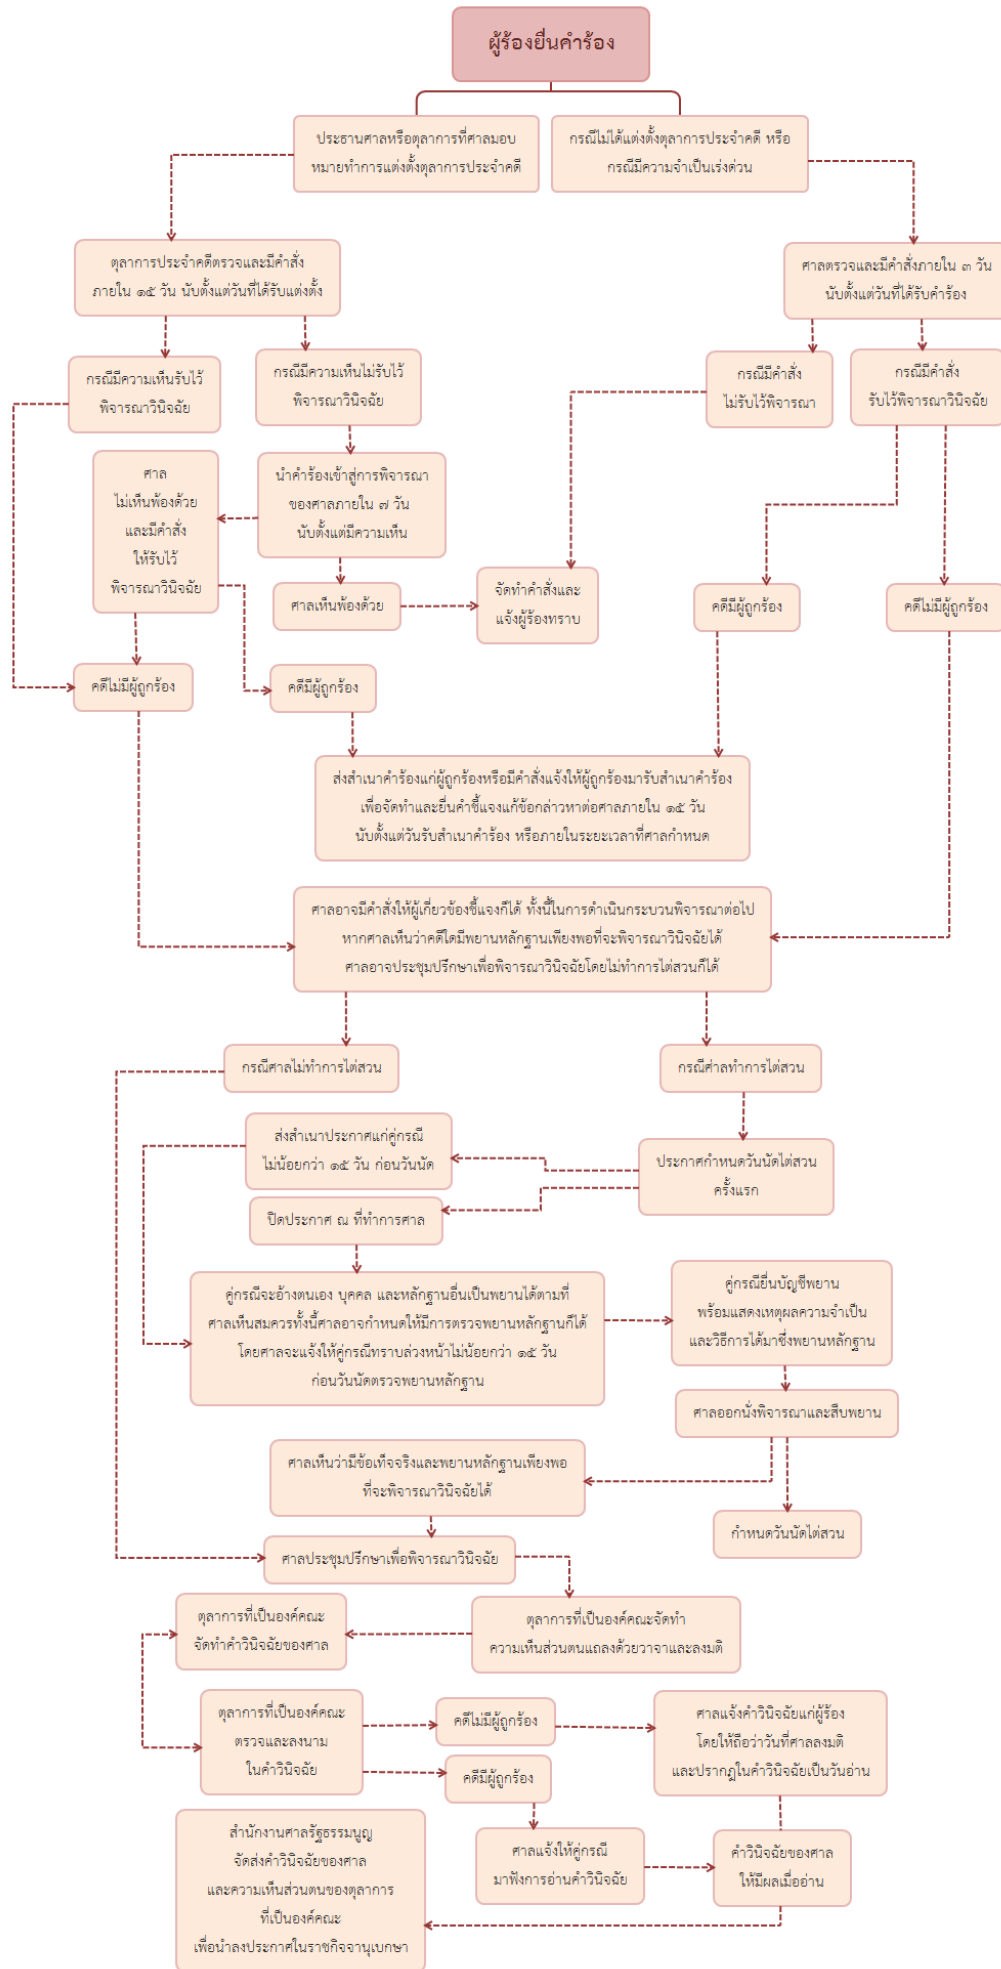 ผู้ร้องยื่นคำร้อง
ประธานศาลหรือตุลาการที่ศาลมอบ
หมายทำการแต่งตั้งตุลาการประจำคดี
กรณีไม่ได้แต่งตั้งตุลาการประจำคดี หรือ
กรณีมีความจำเป็นเร่งด่วน
ตุลาการประจำคดีตรวจและมีคำสั่ง
ภายใน ๑๕ วัน นับตั้งแต่วันที่ได้รับแต่งตั้ง
ศาลตรวจและมีคำสั่งภายใน ๓ วัน
นับตั้งแต่วันที่ได้รับคำร้อง
กรณีมีความเห็นรับไว้
พิจารณาวินิจฉัย
กรณีมีความเห็นไม่รับไว้
พิจารณาวินิจฉัย
กรณีมีคำสั่ง
ไม่รับไว้พิจารณา
กรณีมีคำสั่ง
รับไว้พิจารณาวินิจฉัย
ศาล
ไม่เห็นพ้องด้วย
และมีคำสั่ง
ให้รับไว้
พิจารณาวินิจฉัย
นำคำร้องเข้าสู่การพิจารณา
ของศาลภายใน ๗ วัน
นับตั้งแต่มีความเห็น
ศาลเห็นพ้องด้วย
จัดทำคำสั่งและ
แจ้งผู้ร้องทราบ
คดีมีผู้ถูกร้อง
คดีไม่มีผู้ถูกร้อง
คดีไม่มีผู้ถูกร้อง
คดีมีผู้ถูกร้อง
ส่งสำเนาคำร้องแก่ผู้ถูกร้องหรือมีคำสั่งแจ้งให้ผู้ถูกร้องมารับสำเนาคำร้อง
เพื่อจัดทำและยื่นคำชี้แจงแก้ข้อกล่าวหาต่อศาลภายใน ๑๕ วัน
นับตั้งแต่วันรับสำเนาคำร้อง หรือภายในระยะเวลาที่ศาลกำหนด
ศาลอาจมีคำสั่งให้ผู้เกี่ยวข้องชี้แจงก็ได้ ทั้งนี้ในการดำเนินกระบวนพิจารณาต่อไป
หากศาลเห็นว่าคดีใดมีพยานหลักฐานเพียงพอที่จะพิจารณาวินิจฉัยได้
ศาลอาจประชุมปรึกษาเพื่อพิจารณาวินิจฉัยโดยไม่ทำการไต่สวนก็ได้
กรณีศาลไม่ทำการไต่สวน
กรณีศาลทำการไต่สวน
ส่งสำเนาประกาศแก่คู่กรณี
ไม่น้อยกว่า ๑๕ วัน ก่อนวันนัด
ประกาศกำหนดวันนัดไต่สวน
ครั้งแรก
ปิดประกาศ ณ ที่ทำการศาล
คู่กรณีจะอ้างตนเอง บุคคล และหลักฐานอื่นเป็นพยานได้ตามที่
ศาลเห็นสมควรทั้งนี้ศาลอาจกำหนดให้มีการตรวจพยานหลักฐานก็ได้
โดยศาลจะแจ้งให้คู่กรณีทราบล่วงหน้าไม่น้อยกว่า ๑๕ วัน
ก่อนวันนัดตรวจพยานหลักฐาน
คู่กรณียื่นบัญชีพยาน
พร้อมแสดงเหตุผลความจำเป็น
และวิธีการได้มาซึ่งพยานหลักฐาน
ศาลออกนั่งพิจารณาและสืบพยาน
ศาลเห็นว่ามีข้อเท็จจริงและพยานหลักฐานเพียงพอ
ที่จะพิจารณาวินิจฉัยได้
กำหนดวันนัดไต่สวน
ศาลประชุมปรึกษาเพื่อพิจารณาวินิจฉัย
ตุลาการที่เป็นองค์คณะ
จัดทำคำวินิจฉัยของศาล
ตุลาการที่เป็นองค์คณะจัดทำ
ความเห็นส่วนตนแถลงด้วยวาจาและลงมติ
ตุลาการที่เป็นองค์คณะ
ตรวจและลงนาม
ในคำวินิจฉัย
คดีไม่มีผู้ถูกร้อง
คดีมีผู้ถูกร้อง
ศาลแจ้งคำวินิจฉัยแก่ผู้ร้อง
โดยให้ถือว่าวันที่ศาลลงมติ
และปรากฏในคำวินิจฉัยเป็นวันอ่าน
สำนักงานศาลรัฐธรรมนูญ
จัดส่งคำวินิจฉัยของศาล
และความเห็นส่วนตนของตุลาการ
ที่เป็นองค์คณะ
เพื่อนำลงประกาศในราชกิจจานุเบกษา
ศาลแจ้งให้คู่กรณี
มาฟังการอ่านคำวินิจฉัย
คำวินิจฉัยของศาล
ให้มีผลเมื่ออ่าน